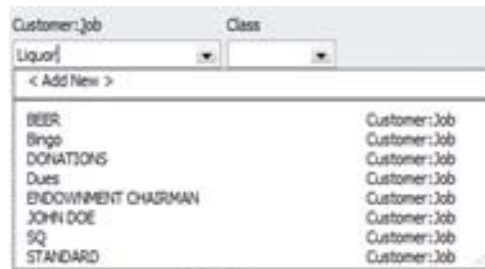 Customer:Job Class
Liquor
< Add New >
BEER Customer:Job
Bingo Customer:Job
DONATIONS Customer:Job
Dues Customer:Job
ENDOWNMENT CHAIRMAN Customer:Job
JOHN DOE Customer:Job
SQ Customer:Job
STANDARD Customer:Job